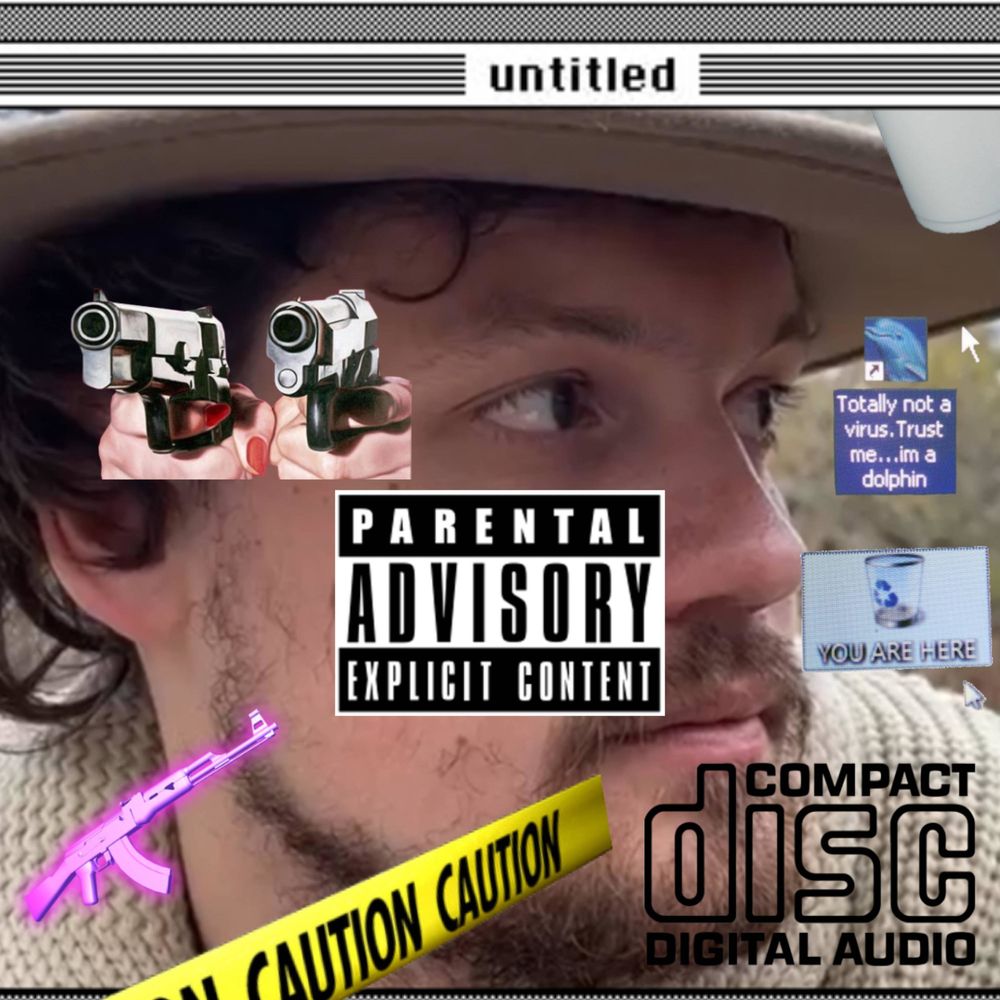 untitled
Totally not a
virus.Trust
me...im a
dolphin
PARENTAL
ADVISORY
EXPLICIT CONTENT
YOU ARE HERE
COMPACT
disc
DIGITAL AUDIO
ON CAUTION CAUTION